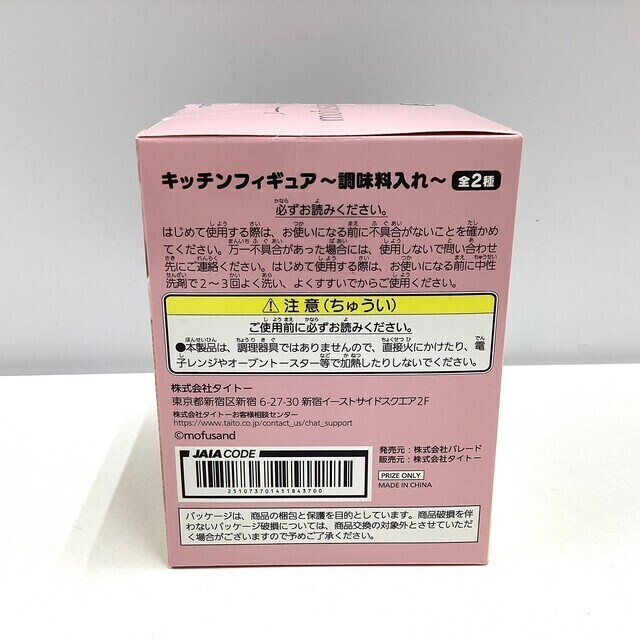 キッチンフィギュア～調味料入れ～ 全2種
必ずお読みください。
はじめて使用する際は、お使いになる前に不具合がないことを確かめ
てください。万一不具合があった場合には、使用しないで問い合わせ
先にご連絡ください。はじめて使用する際は、お使いになる前に中性
洗剤で2～3回よく洗い、よくすすいでからご使用ください。
⚠注意(ちゅうい)
ご使用前に必ずお読みください。
●本製品は、調理器具ではありませんので、直接火にかけたり、電
子レンジやオーブントースター等で加熱したりしないでください。
株式会社タイトー
東京都新宿区新宿 6-27-30 新宿イーストサイドスクエア2F
株式会社タイトーお客様相談センター
https://www.taito.co.jp/contact_us/chat_support
©mofusand
発売元：株式会社パレード
販売元：株式会社タイトー
JAIA CODE
231073701451843700
PRIZE ONLY
MADE IN CHINA
パッケージは、商品の梱包と保護を目的としています。商品破損を伴
わないパッケージ破損については、商品交換の対象外とさせていただ
く場合がございますので予めご了承ください。